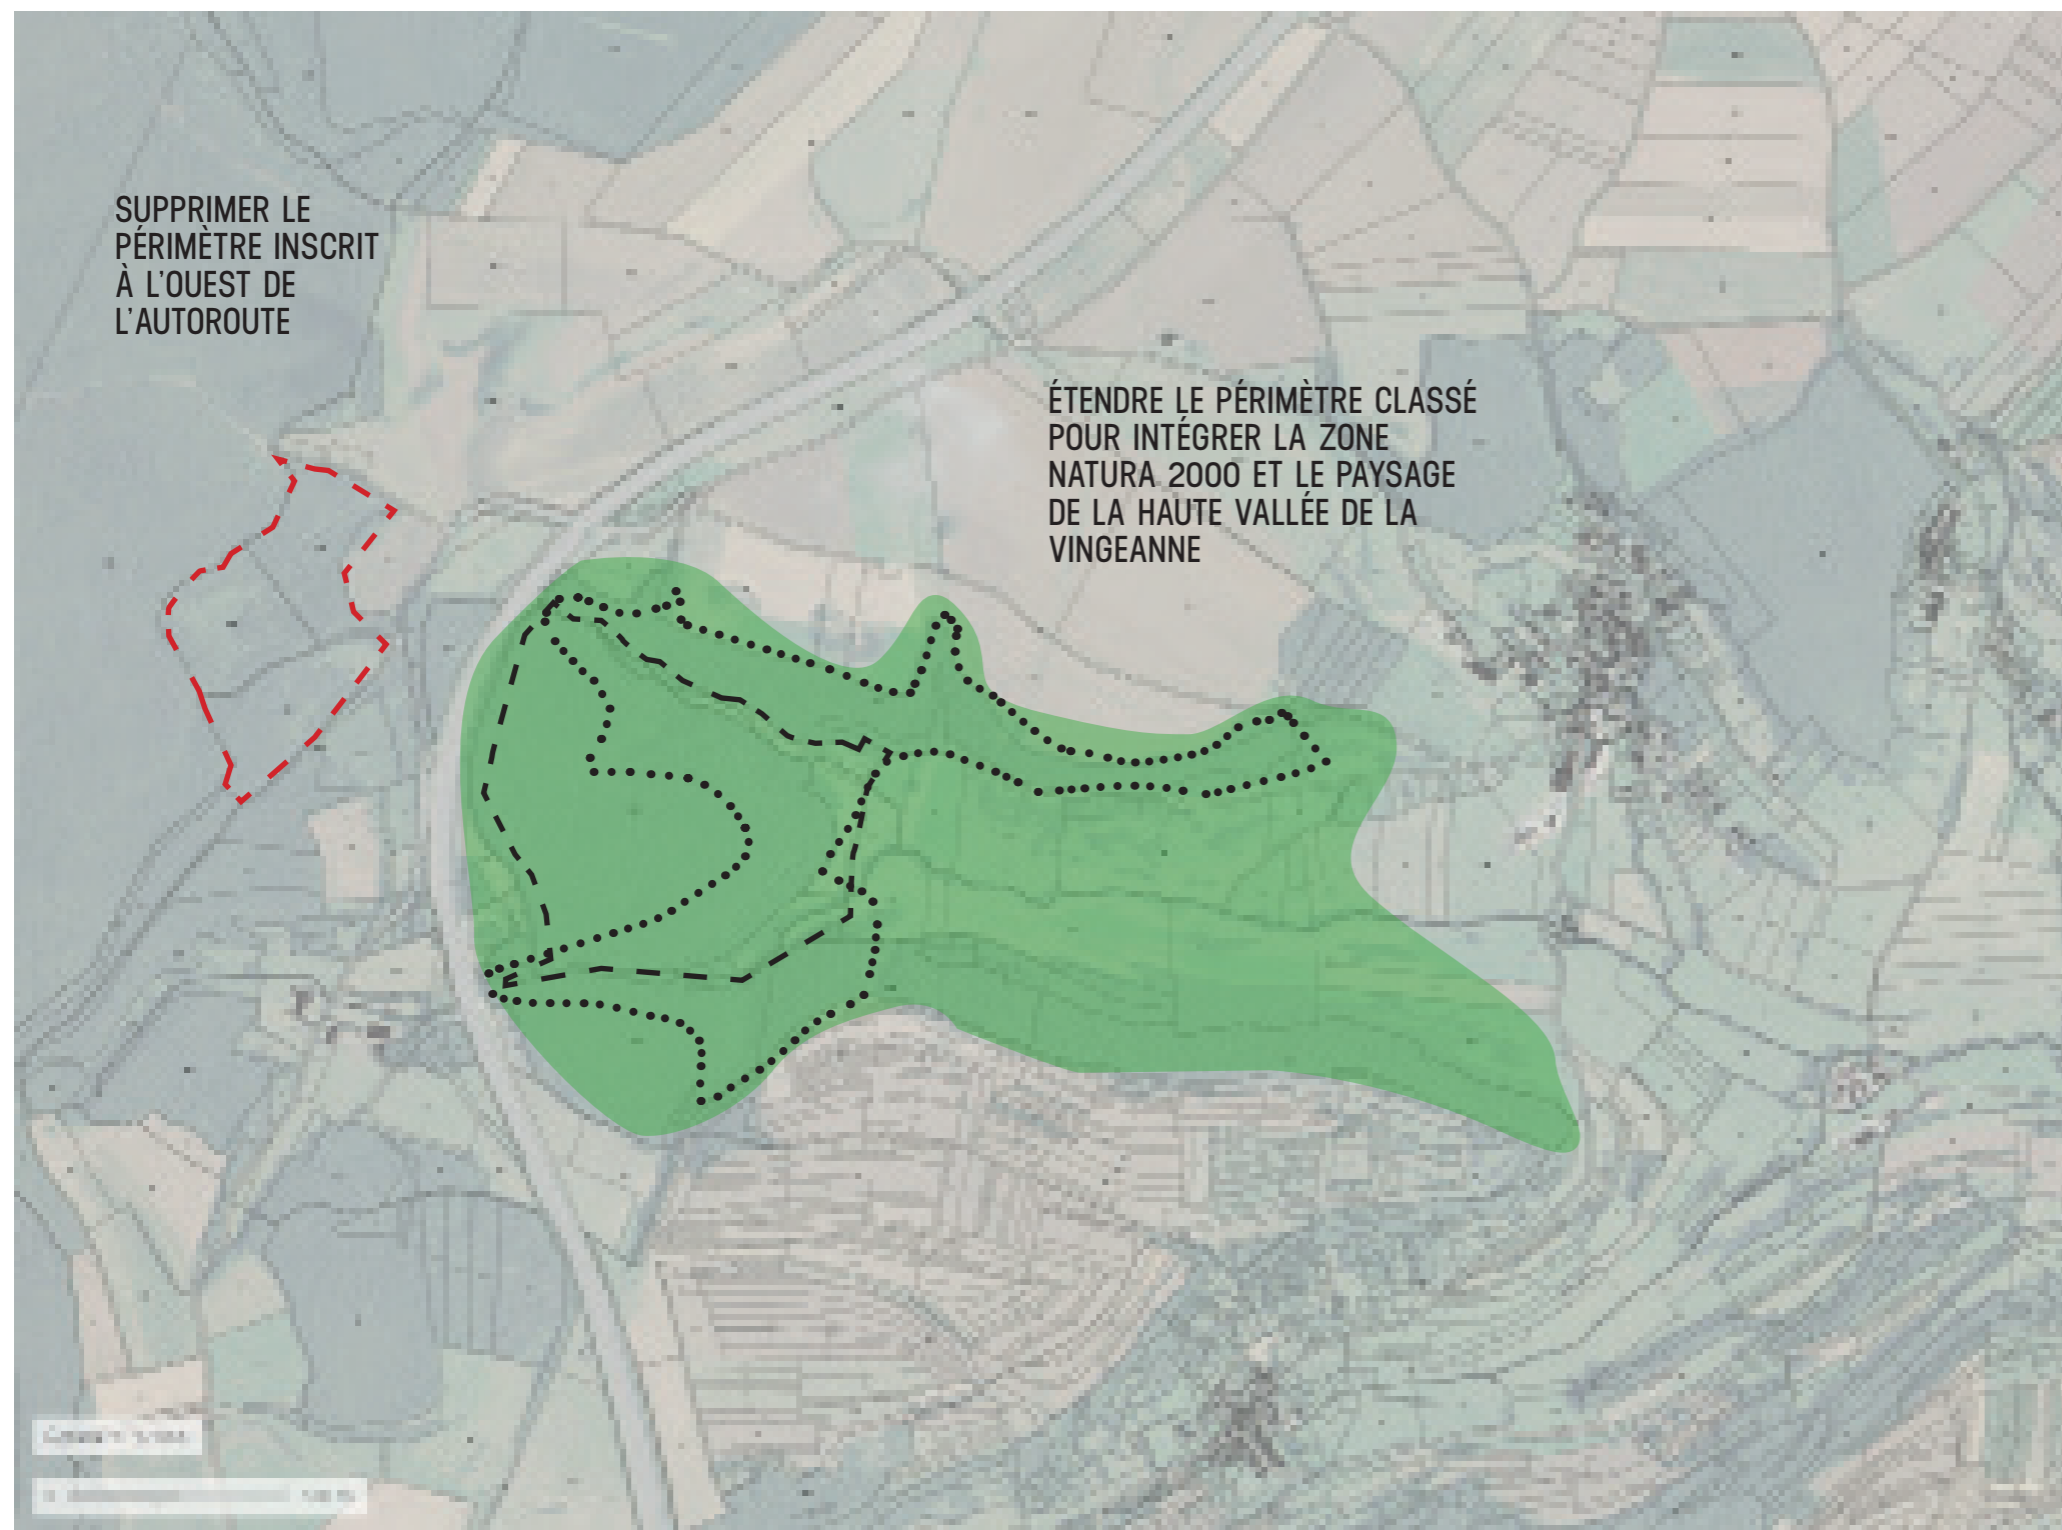 SUPPRIMER LE
PÉRIMÈTRE INSCRIT
À L'OUEST DE
L'AUTOROUTE
ÉTENDRE LE PÉRIMÈTRE CLASSÉ
POUR INTÉGRER LA ZONE
NATURA 2000 ET LE PAYSAGE
DE LA HAUTE VALLÉE DE LA
VINGEANNE